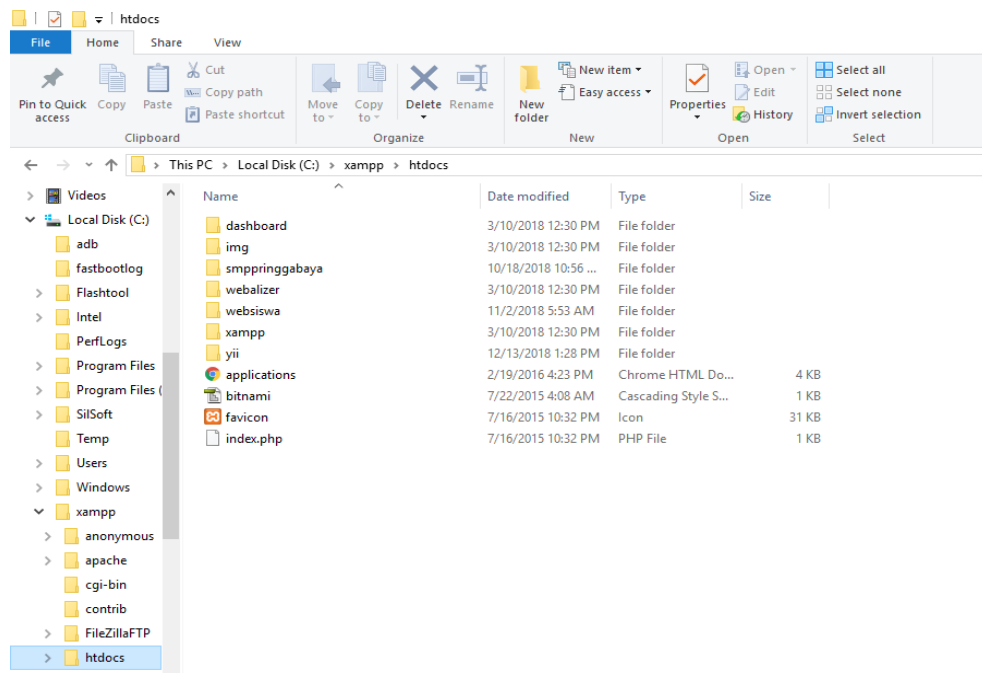 htdocs
File Home Share View
Pin to Quick access
Copy
Paste
Cut
Copy path
Paste shortcut
Clipboard
Move to
Copy to
Delete
Rename
Organize
New folder
New item
Easy access
New
Properties
Open
Edit
History
Open
Select all
Select none
Invert selection
Select
This PC > Local Disk (C:) > xampp > htdocs
Videos
Local Disk (C:)
adb
fastbootlog
Flashtool
Intel
PerfLogs
Program Files
Program Files (
SilSoft
Temp
Users
Windows
xampp
anonymous
apache
cgi-bin
contrib
FileZillaFTP
htdocs
Name Date modified Type Size
dashboard 3/10/2018 12:30 PM File folder
img 3/10/2018 12:30 PM File folder
smppringgabaya 10/18/2018 10:56 ... File folder
webalizer 3/10/2018 12:30 PM File folder
websiswa 11/2/2018 5:53 AM File folder
xampp 3/10/2018 12:30 PM File folder
yii 12/13/2018 1:28 PM File folder
applications 2/19/2016 4:23 PM Chrome HTML Do... 4 KB
bitnami 7/22/2015 4:08 AM Cascading Style S... 1 KB
favicon 7/16/2015 10:32 PM Icon 31 KB
index.php 7/16/2015 10:32 PM PHP File 1 KB